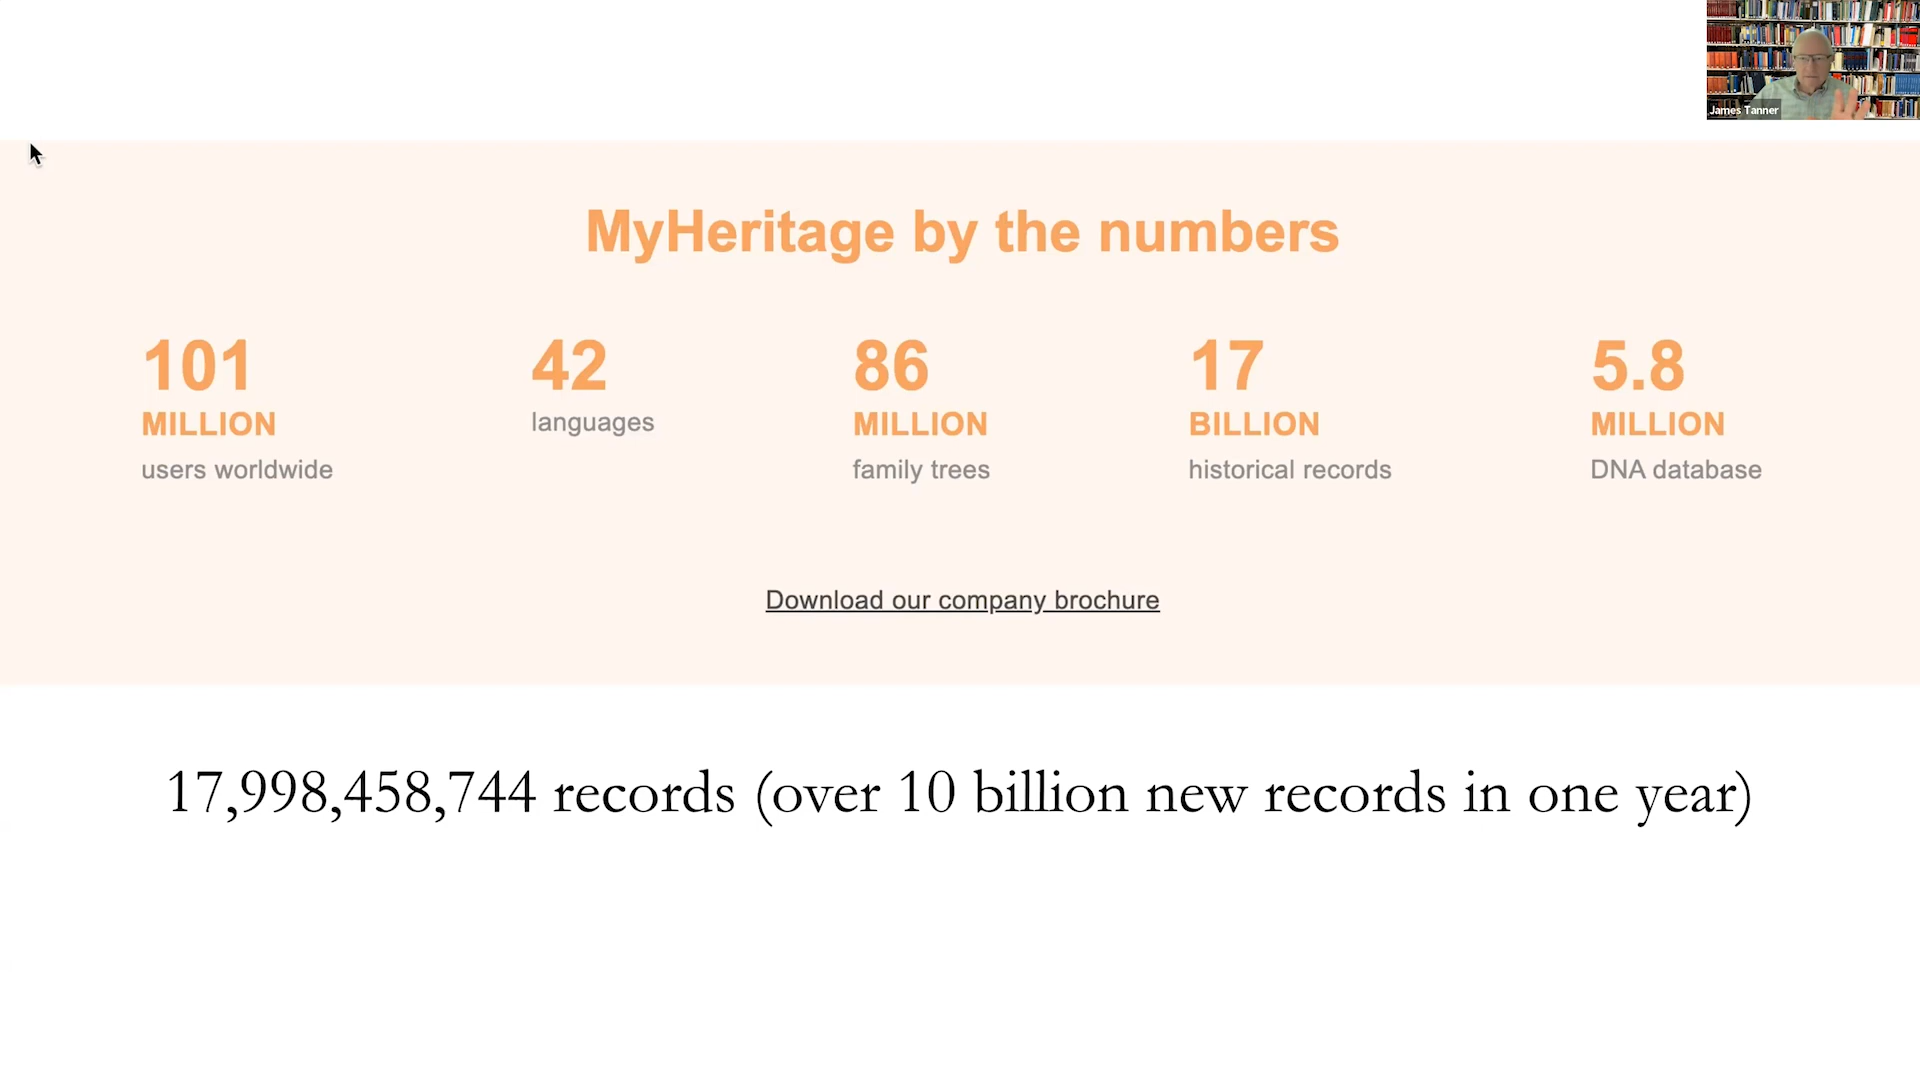 James Tanner
MyHeritage by the numbers
101
MILLION
users worldwide
42
languages
86
MILLION
family trees
17
BILLION
historical records
5.8
MILLION
DNA database
Download our company brochure
17,998,458,744 records (over 10 billion new records in one year)